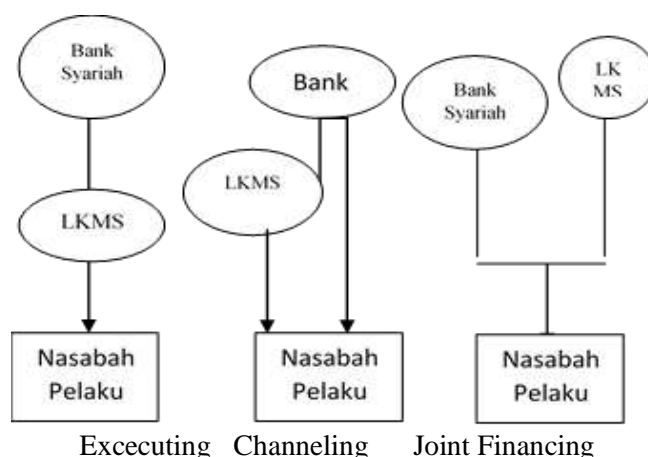 Bank
Syariah
LKMS
Nasabah
Pelaku
Bank
LKMS
Nasabah
Pelaku
Bank
Syariah
LK
MS
Nasabah
Pelaku
Excecuting Channeling Joint Financing